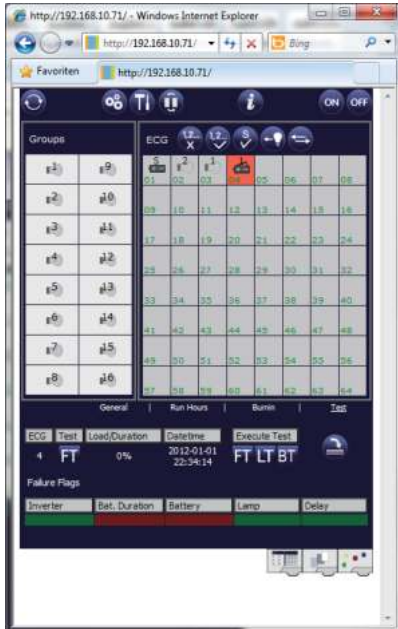 http://192.168.10.71/ - Windows Internet Explorer
http://192.168.10.71/
Bing
Favoriten
http://192.168.10.71/
i
ON OFF
Groups
ECG
1,2... X
1,2...
S
1 9
2 10
3 11
4 12
5 13
6 14
7 15
8 16
S 2 1
01 02 03 04 05 06 07 08
09 10 11 12 13 14 15 16
17 18 19 20 21 22 23 24
25 26 27 28 29 30 31 32
33 34 35 36 37 38 39 40
41 42 43 44 45 46 47 48
49 50 51 52 53 54 55 56
57 58 59 60 61 62 63 64
General | Run Hours | Burnin | Test
ECG Test Load/Duration Datetime Execute Test
4 FT 0% 2012-01-01 22:34:14 FT LT BT
Failure Flags
Inverter Bat. Duration Battery Lamp Delay